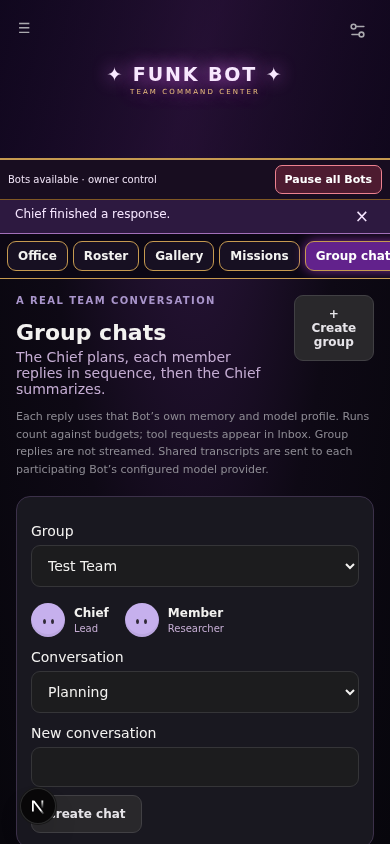 ☰
✦ FUNK BOT ✦
TEAM COMMAND CENTER
Bots available · owner control
Pause all Bots
Chief finished a response.
×
Office
Roster
Gallery
Missions
Group chat
A REAL TEAM CONVERSATION
Group chats
The Chief plans, each member
replies in sequence, then the Chief
summarizes.
+
Create
group
Each reply uses that Bot’s own memory and model profile. Runs
count against budgets; tool requests appear in Inbox. Group
replies are not streamed. Shared transcripts are sent to each
participating Bot’s configured model provider.
Group
Test Team
Chief
Lead
Member
Researcher
Conversation
Planning
New conversation
N
reate chat